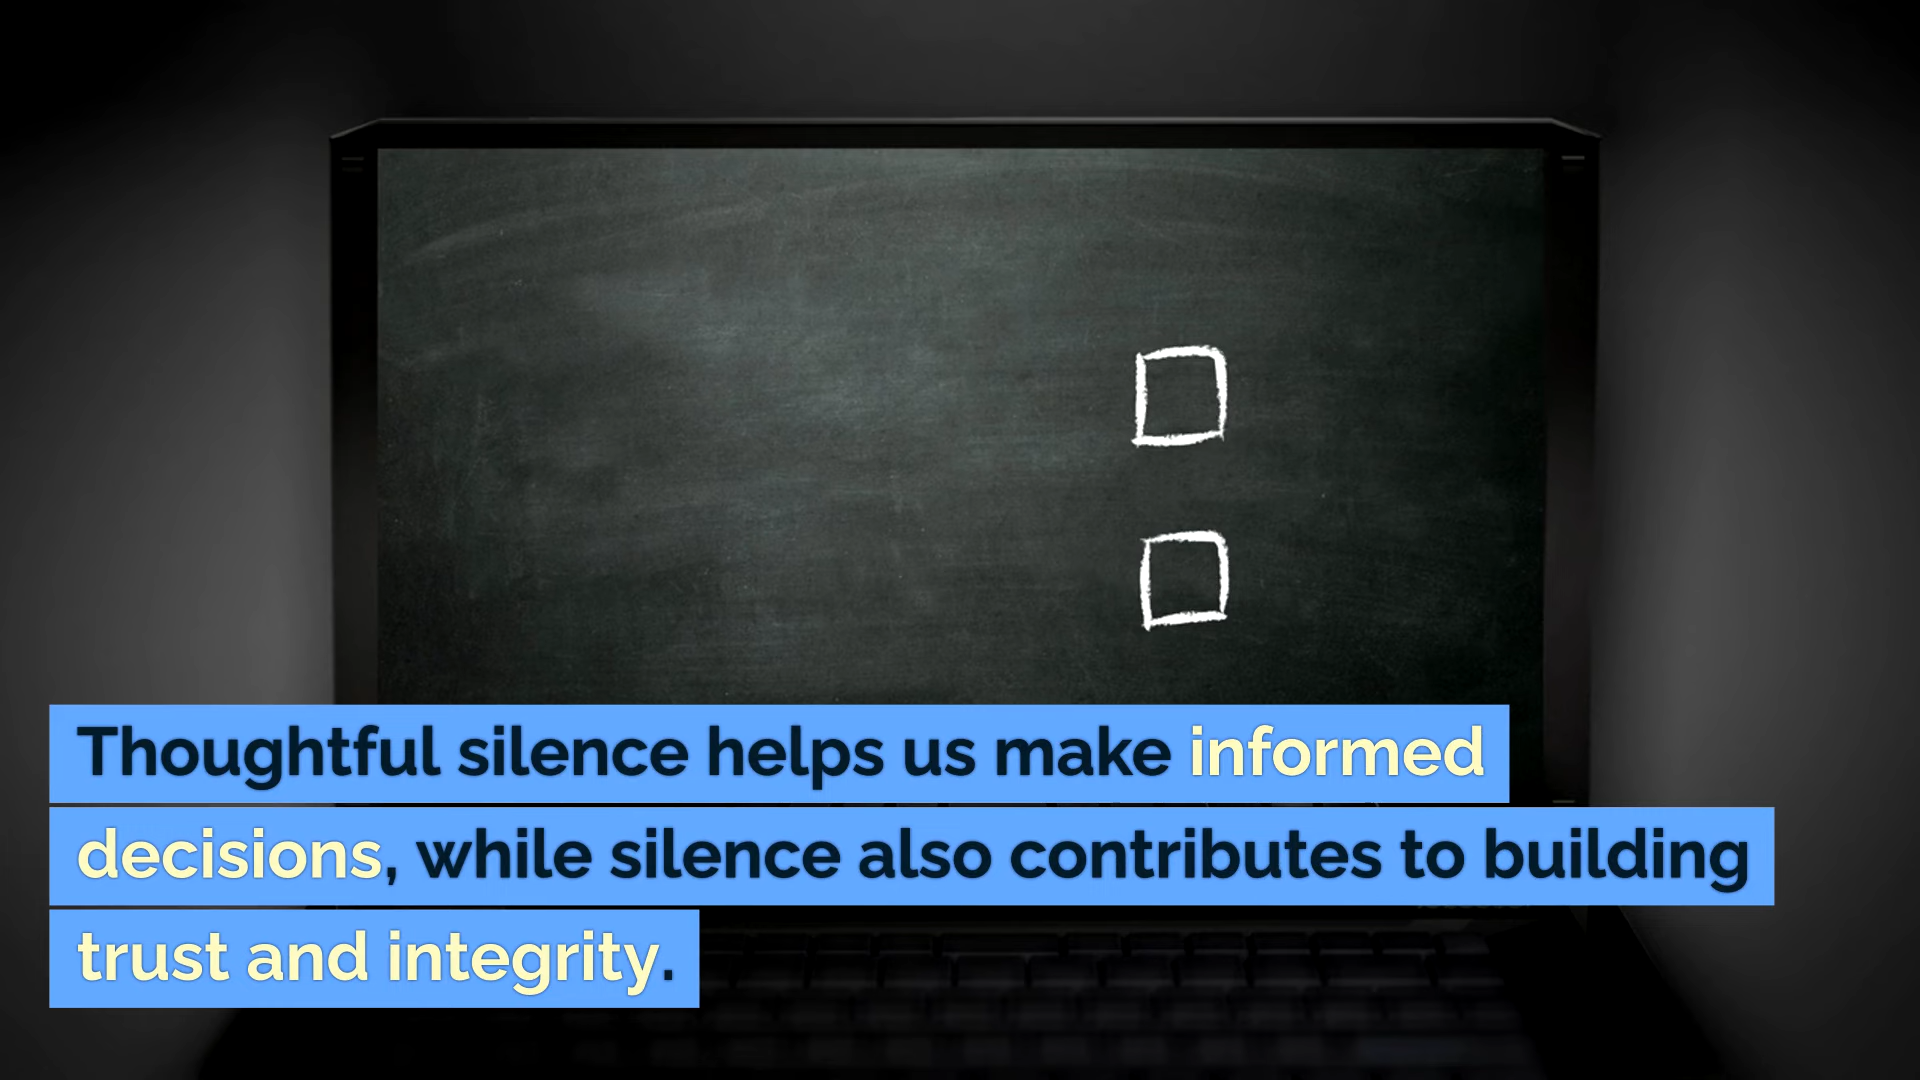 Thoughtful silence helps us make informed
decisions, while silence also contributes to building
trust and integrity.